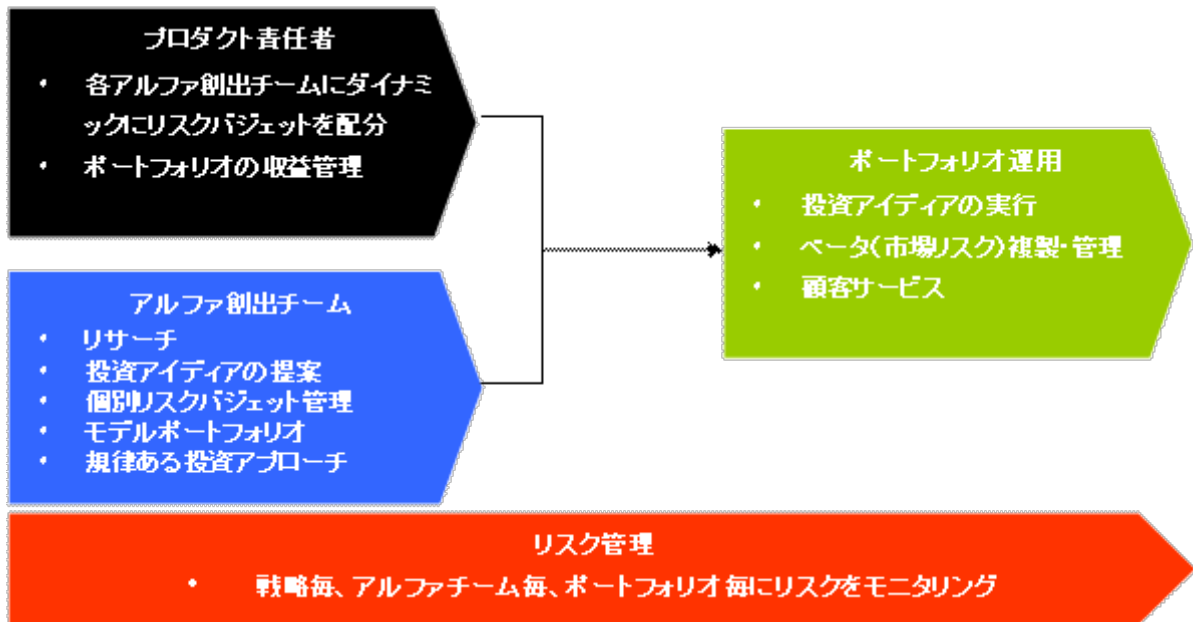 プロダクト責任者
・ 各アルファ創出チームにダイナミ
ックにリスクバジェットを配分
・ ポートフォリオの収益管理
アルファ創出チーム
・ リサーチ
・ 投資アイディアの提案
・ 個別リスクバジェット管理
・ モデルポートフォリオ
・ 規律ある投資アプローチ
ポートフォリオ運用
・ 投資アイディアの実行
・ ベータ(市場リスク)複製・管理
・ 顧客サービス
リスク管理
・ 戦略毎、アルファチーム毎、ポートフォリオ毎にリスクをモニタリング